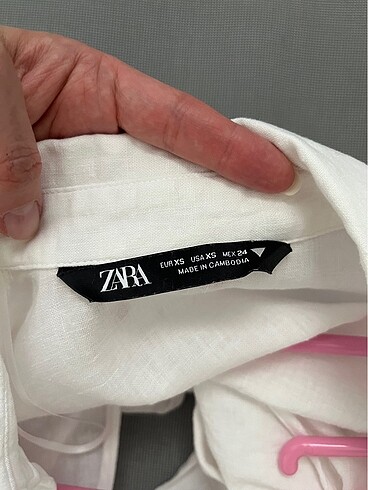 ZARA
EUR XS USA XS MEX 24
MADE IN CAMBODIA